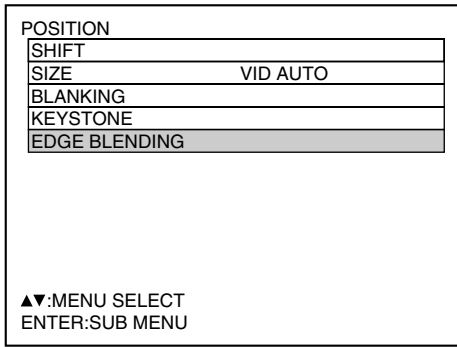 POSITION
SHIFT
SIZE VID AUTO
BLANKING
KEYSTONE
EDGE BLENDING
▲▼:MENU SELECT
ENTER:SUB MENU